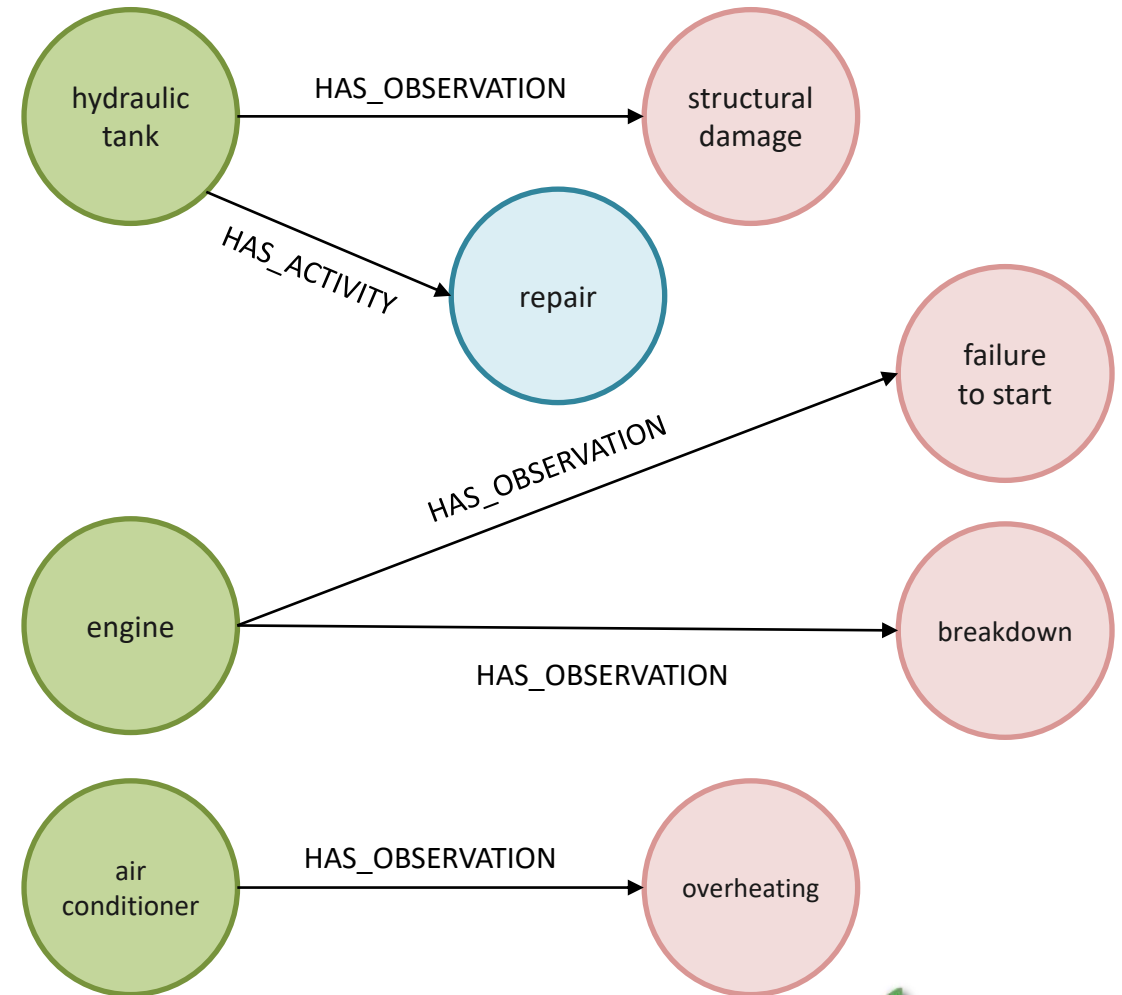 hydraulic
tank
HAS_OBSERVATION
structural
damage
HAS_ACTIVITY
repair
failure
to start
HAS_OBSERVATION
engine
breakdown
HAS_OBSERVATION
air
conditioner
HAS_OBSERVATION
overheating